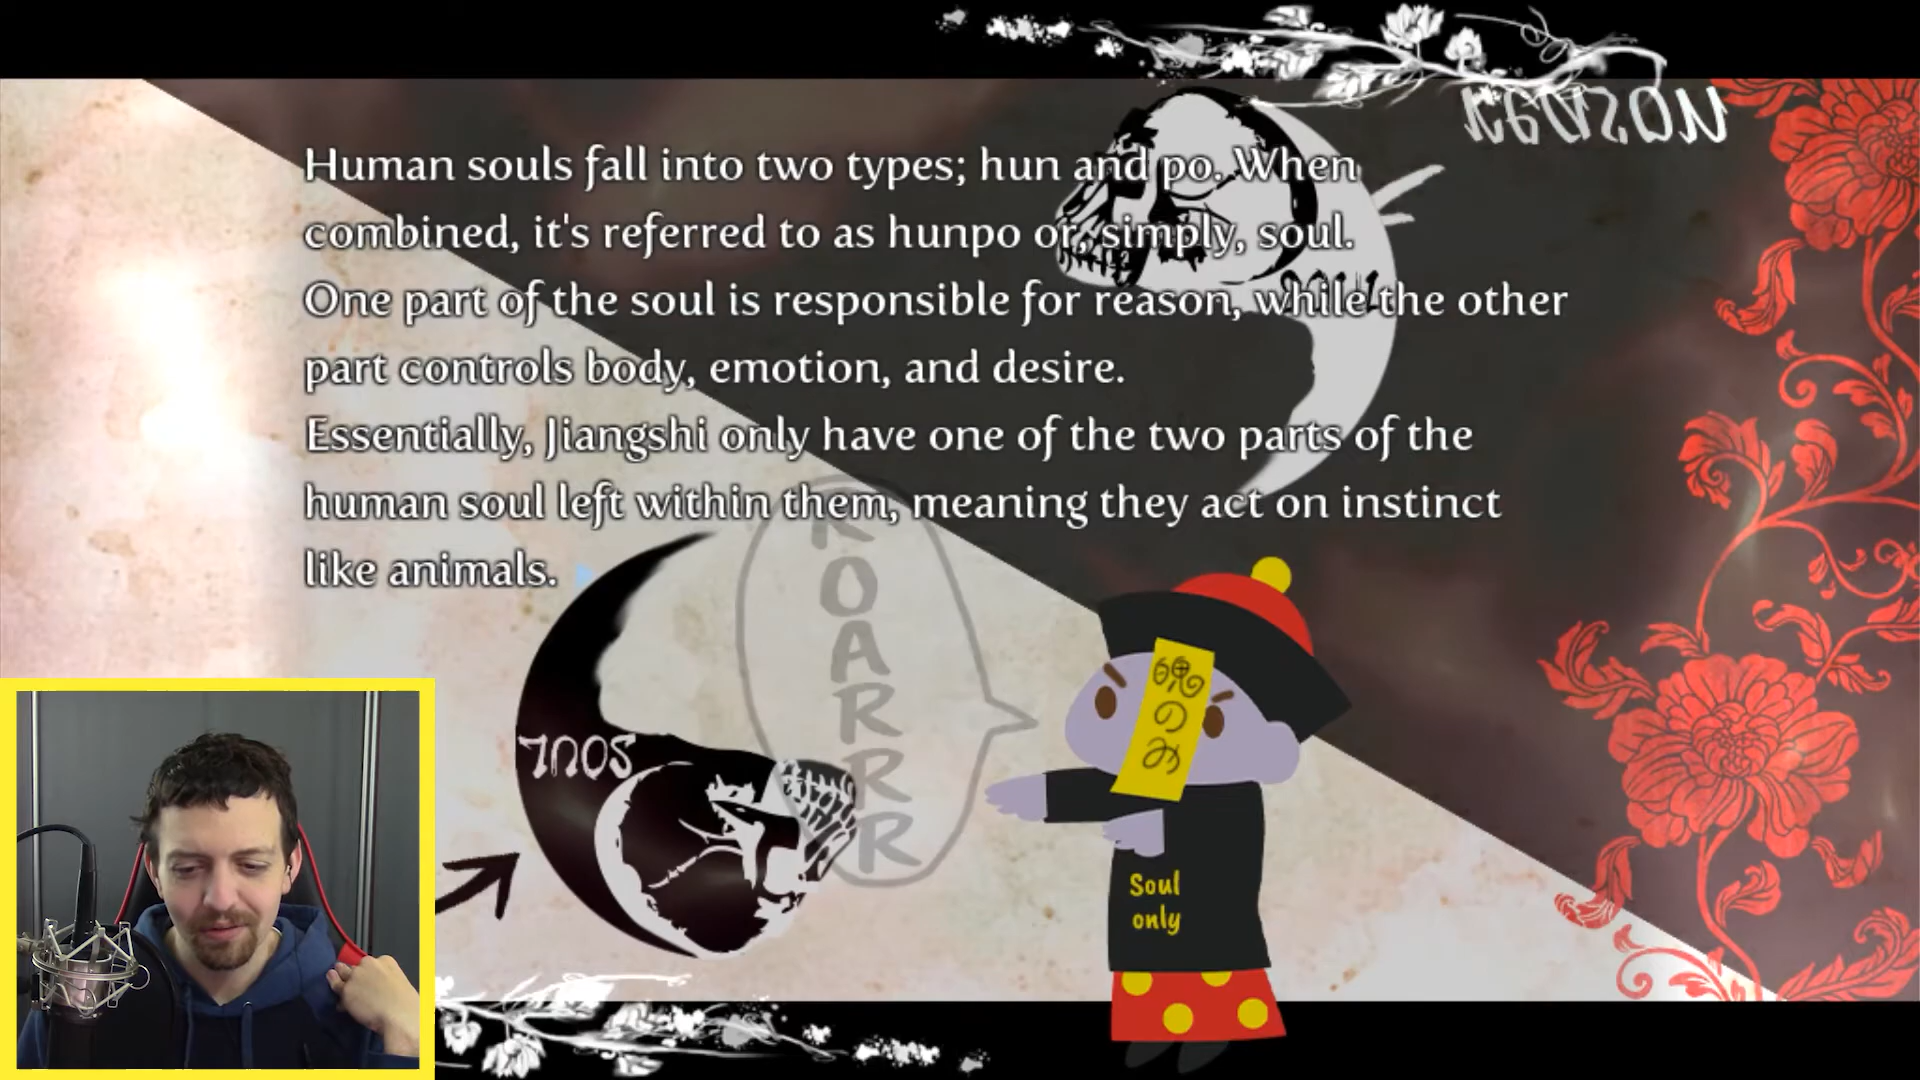 reason
Human souls fall into two types; hun and po. When
combined, it's referred to as hunpo or, simply, soul.
One part of the soul is responsible for reason, while the other
part controls body, emotion, and desire.
Essentially, Jiangshi only have one of the two parts of the
human soul left within them, meaning they act on instinct
like animals.
ROARRR
魄のみ
soul
Soul
only